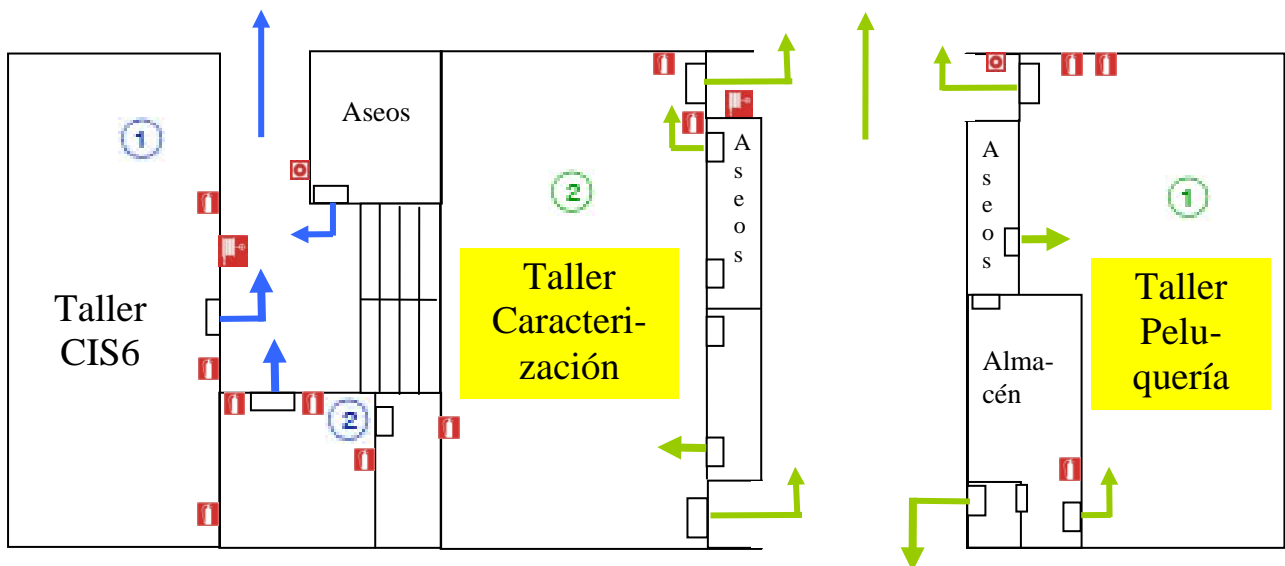 Aseos
1
2
A
s
e
o
s
A
s
e
o
s
1
Taller
CIS6
Taller
Caracteri-
zación
Taller
Pelu-
quería
Alma-
cén
2